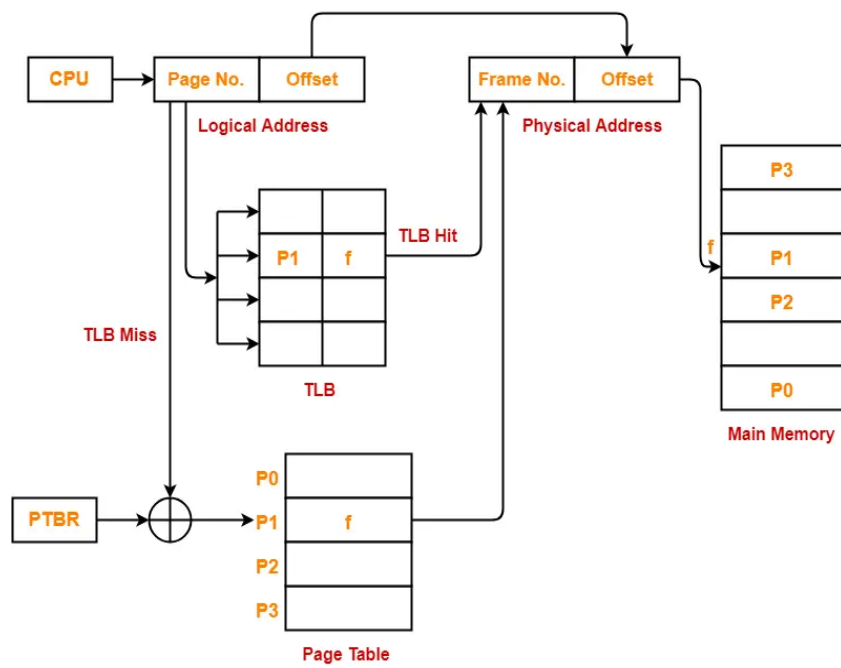 CPU
Page No.
Offset
Frame No.
Offset
Logical Address
Physical Address
P3
TLB Hit
P1
f
f
P1
P2
TLB Miss
TLB
P0
Main Memory
P0
PTBR
P1
f
P2
P3
Page Table